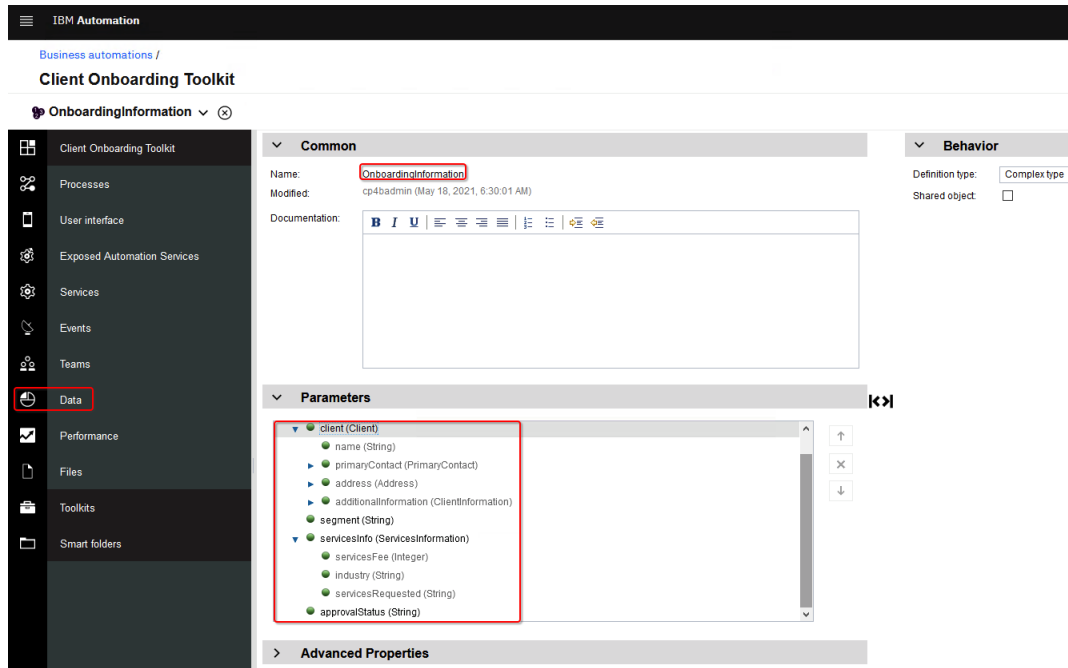 IBM Automation
Business automations /
Client Onboarding Toolkit
OnboardingInformation
Client Onboarding Toolkit
Processes
User interface
Exposed Automation Services
Services
Events
Teams
Data
Performance
Files
Toolkits
Smart folders
Common
Name: OnboardingInformation
Modified: cp4badmin (May 18, 2021, 6:30:01 AM)
Documentation:
B I U
Parameters
client (Client)
name (String)
primaryContact (PrimaryContact)
address (Address)
additionalInformation (ClientInformation)
segment (String)
servicesInfo (ServicesInformation)
servicesFee (Integer)
industry (String)
servicesRequested (String)
approvalStatus (String)
Advanced Properties
Behavior
Definition type: Complex type
Shared object: